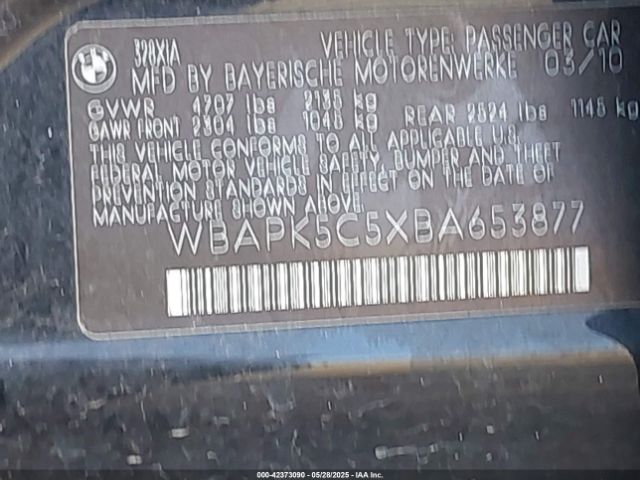 BMW
328XIA
VEHICLE TYPE: PASSENGER CAR
MFD BY BAYERISCHE MOTORENWERKE 03/10
GVWR 4707 lbs 2135 kg
GAWR FRONT 2304 lbs 1045 kg REAR 2524 lbs 1145 kg
THIS VEHICLE CONFORMS TO ALL APPLICABLE U.S.
FEDERAL MOTOR VEHICLE SAFETY, BUMPER AND THEFT
PREVENTION STANDARDS IN EFFECT ON THE DATE OF
MANUFACTURE SHOWN ABOVE:
WBAPK5C5XBA653877
000-42373090 - 05/28/2025 - IAA Inc.